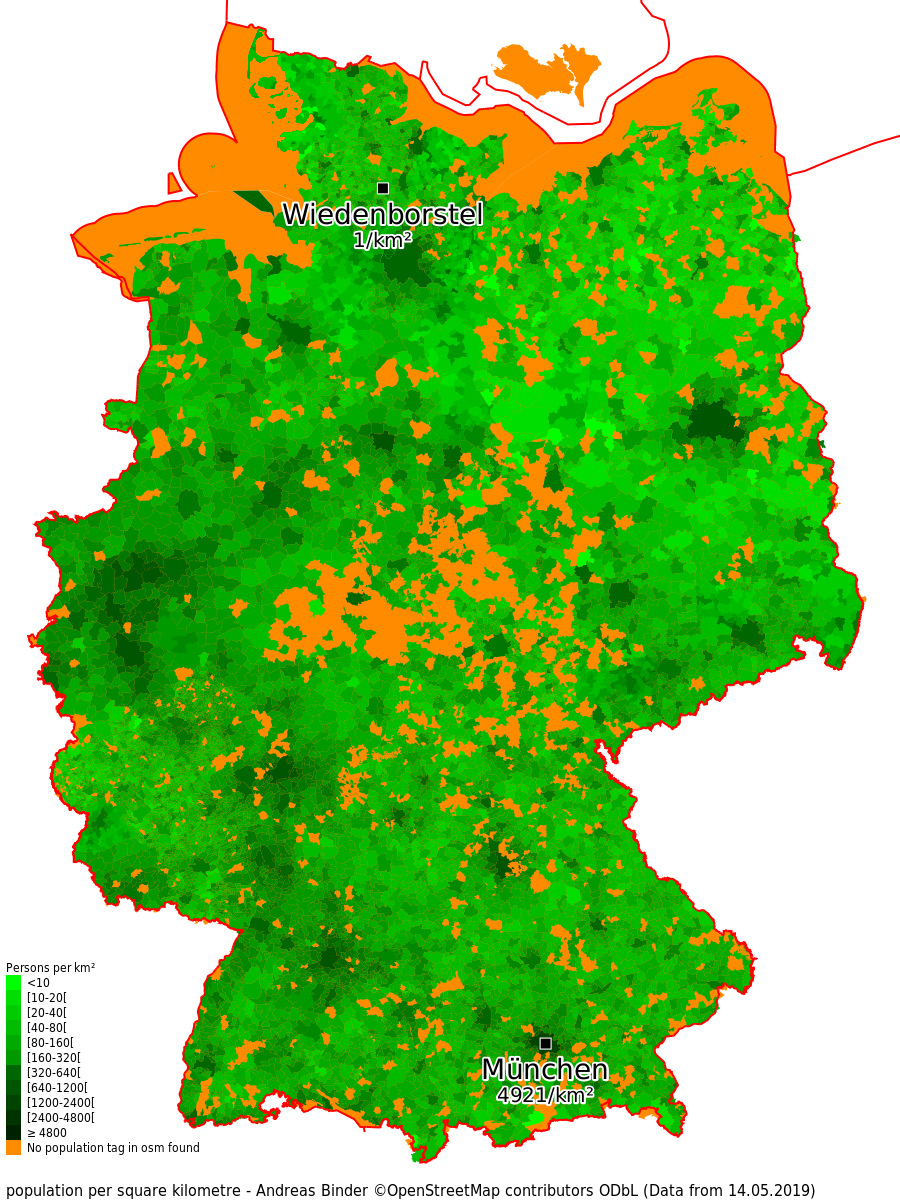 Wiedenborstel
1/km²
München
4921/km²
Persons per km²
<10
[10-20[
[20-40[
[40-80[
[80-160[
[160-320[
[320-640[
[640-1200[
[1200-2400[
[2400-4800[
≥ 4800
No population tag in osm found
population per square kilometre - Andreas Binder ©OpenStreetMap contributors ODbL (Data from 14.05.2019)